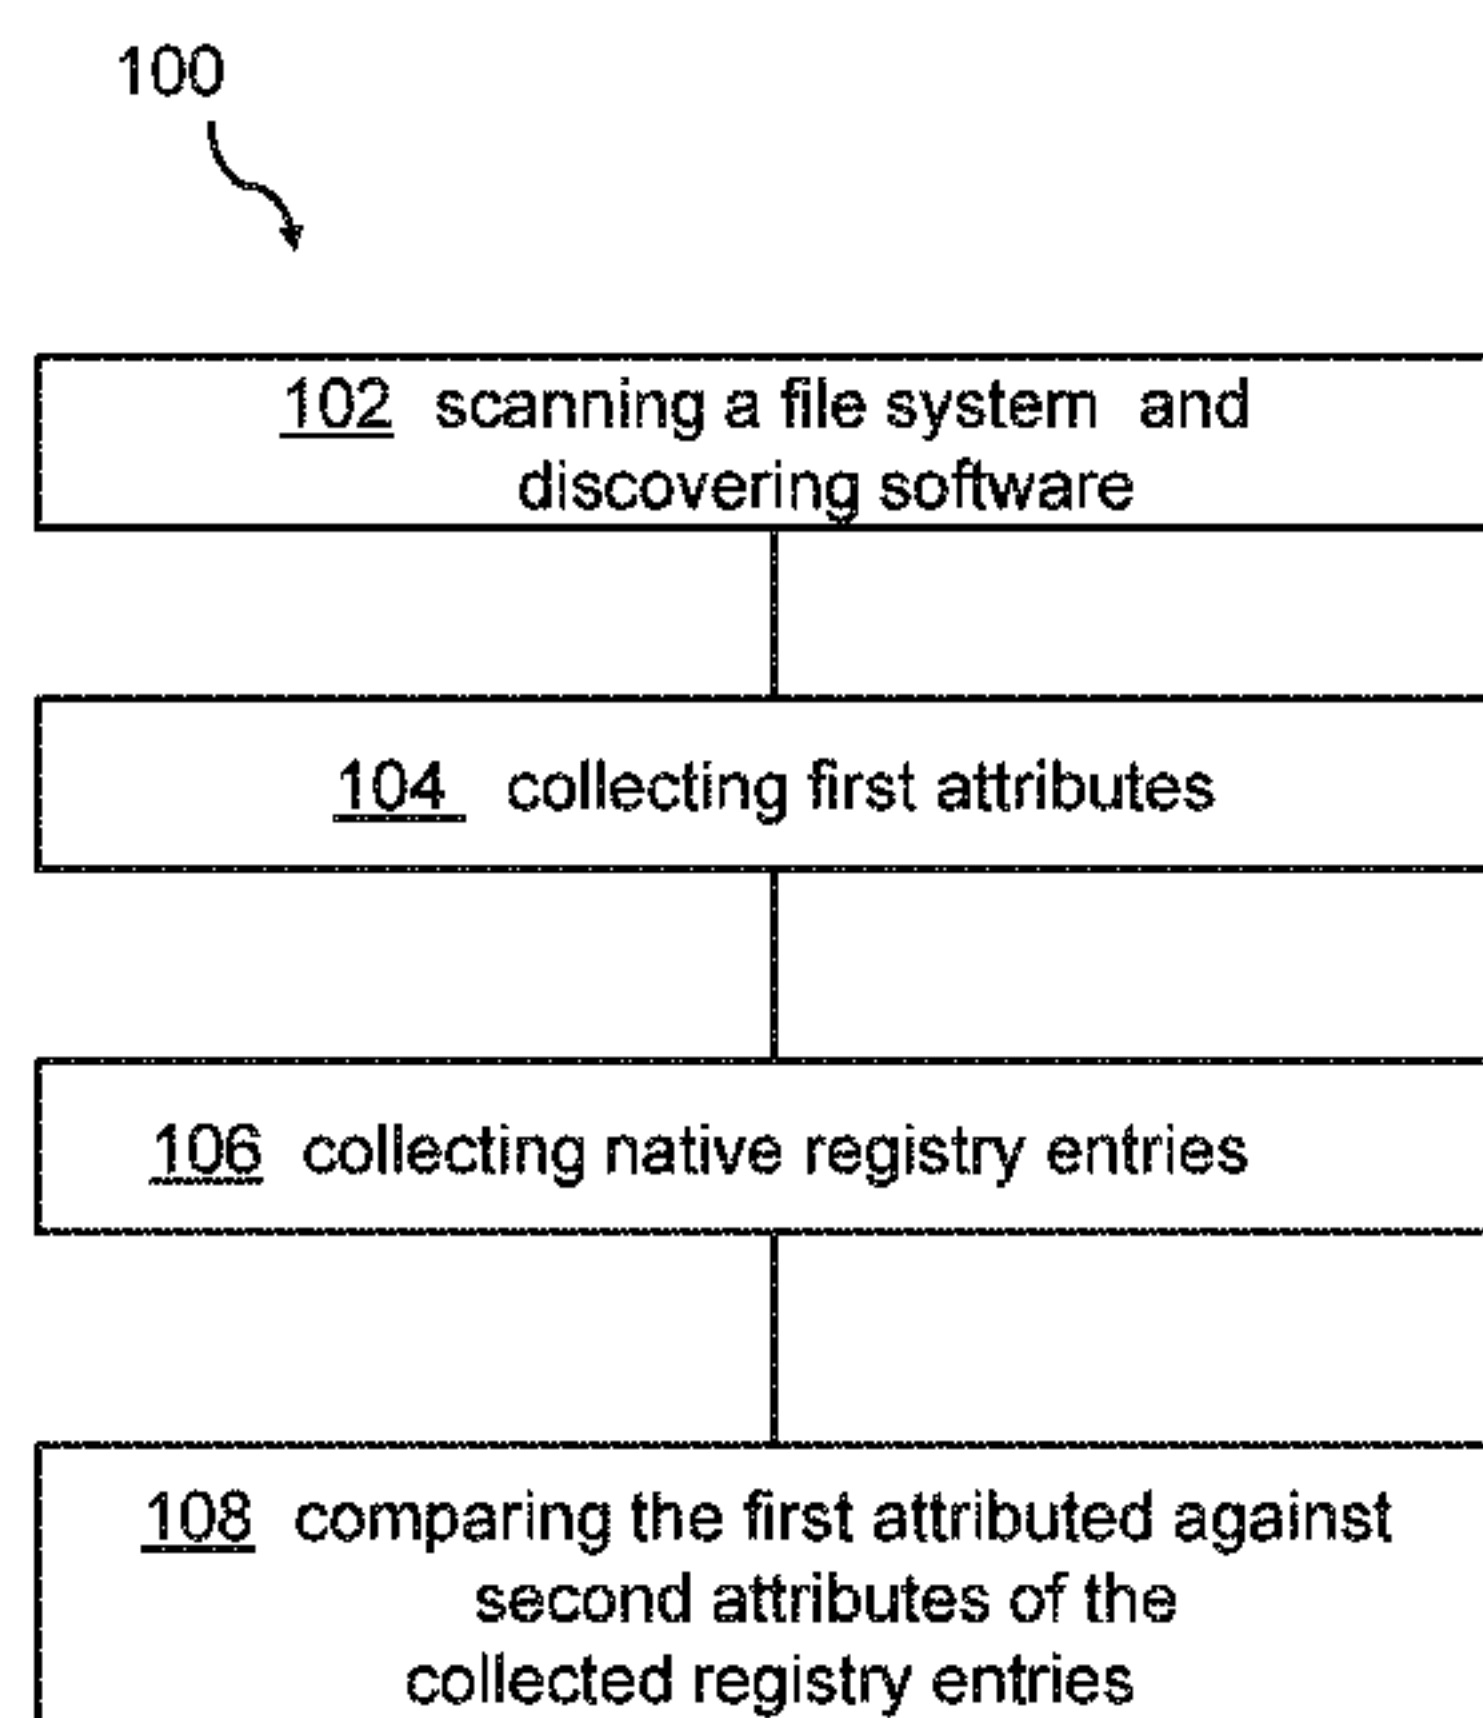 100
102 scanning a file system and
discovering software
104 collecting first attributes
106 collecting native registry entries
108 comparing the first attributed against
second attributes of the
collected registry entries